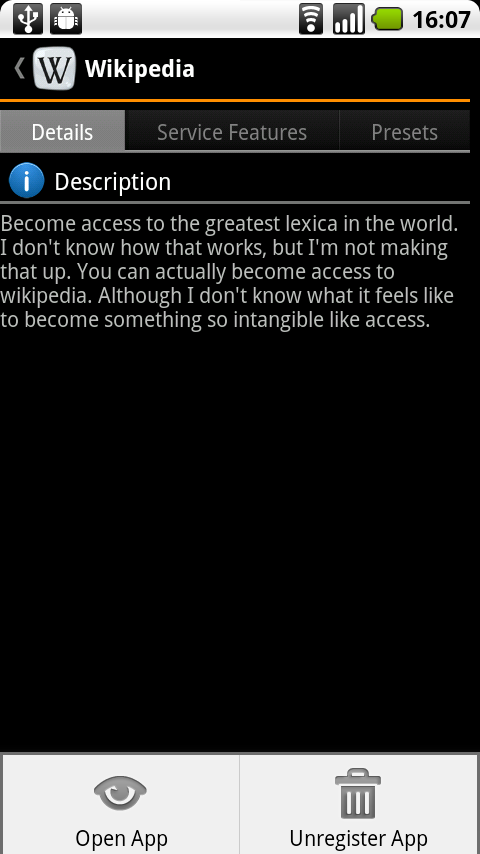 16:07
W Wikipedia
Details Service Features Presets
i Description
Become access to the greatest lexica in the world.
I don't know how that works, but I'm not making
that up. You can actually become access to
wikipedia. Although I don't know what it feels like
to become something so intangible like access.
Open App Unregister App